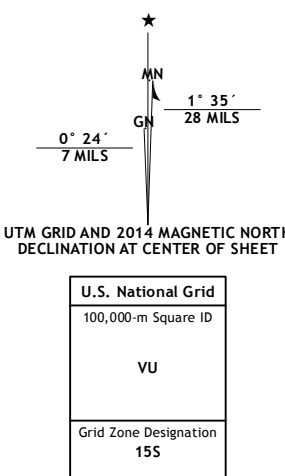 MN
1° 35´
GN
28 MILS
0° 24´
7 MILS
UTM GRID AND 2014 MAGNETIC NORTH
DECLINATION AT CENTER OF SHEET
U.S. National Grid
100,000-m Square ID
VU
Grid Zone Designation
15S